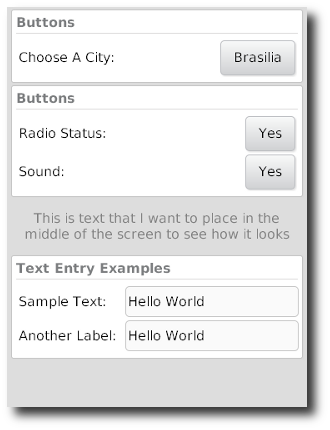 Buttons
Choose A City: Brasilia
Buttons
Radio Status: Yes
Sound: Yes
This is text that I want to place in the
middle of the screen to see how it looks
Text Entry Examples
Sample Text: Hello World
Another Label: Hello World